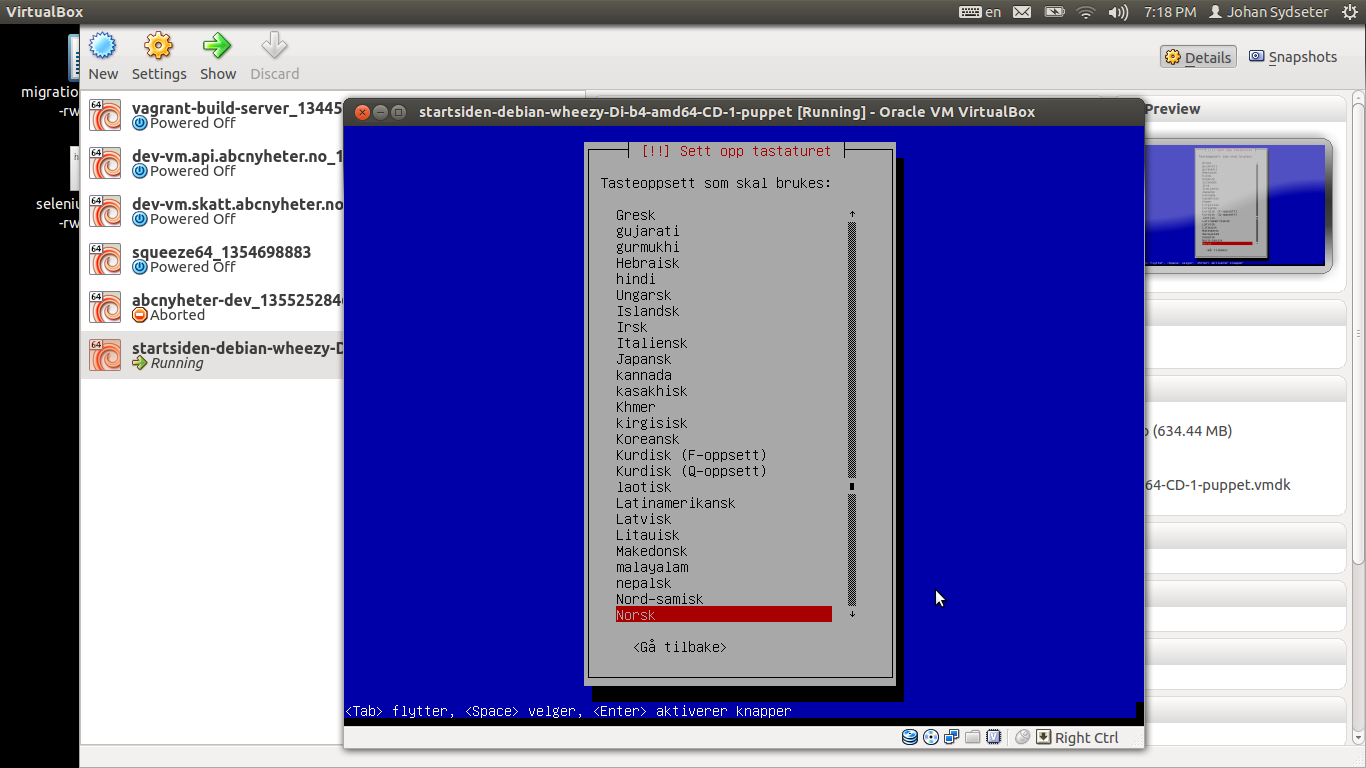 VirtualBox
en
7:18 PM
Johan Sydseter
migratio
-rw
seleniu
-rw
New
Settings
Show
Discard
Details
Snapshots
64 vagrant-build-server_13445
Powered Off
64 dev-vm.api.abcnyheter.no_1
Powered Off
64 dev-vm.skatt.abcnyheter.no
Powered Off
64 squeeze64_1354698883
Powered Off
64 abcnyheter-dev_135525284
Aborted
64 startsiden-debian-wheezy-D
Running
startsiden-debian-wheezy-Di-b4-amd64-CD-1-puppet [Running] - Oracle VM VirtualBox
[!!] Sett opp tastaturet
Tasteoppsett som skal brukes:
Gresk
gujarati
gurmukhi
Hebraisk
hindi
Ungarsk
Islandsk
Irsk
Italiensk
Japansk
kannada
kasakhisk
Khmer
kirgisisk
Koreansk
Kurdisk (F-oppsett)
Kurdisk (Q-oppsett)
laotisk
Latinamerikansk
Latvisk
Litauisk
Makedonsk
malayalam
nepalsk
Nord-samisk
Norsk
<Gå tilbake>
<Tab> flytter, <Space> velger, <Enter> aktiverer knapper
Right Ctrl
Preview
(634.44 MB)
64-CD-1-puppet.vmdk